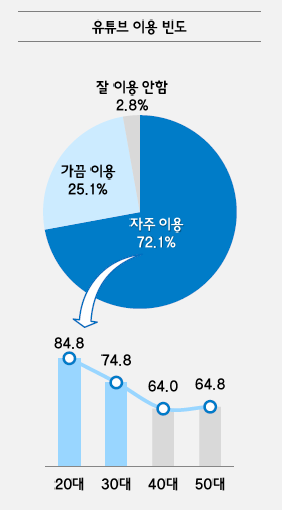 유튜브 이용 빈도
잘 이용 안함
2.8%
가끔 이용
25.1%
자주 이용
72.1%
84.8
74.8
64.0
64.8
20대
30대
40대
50대